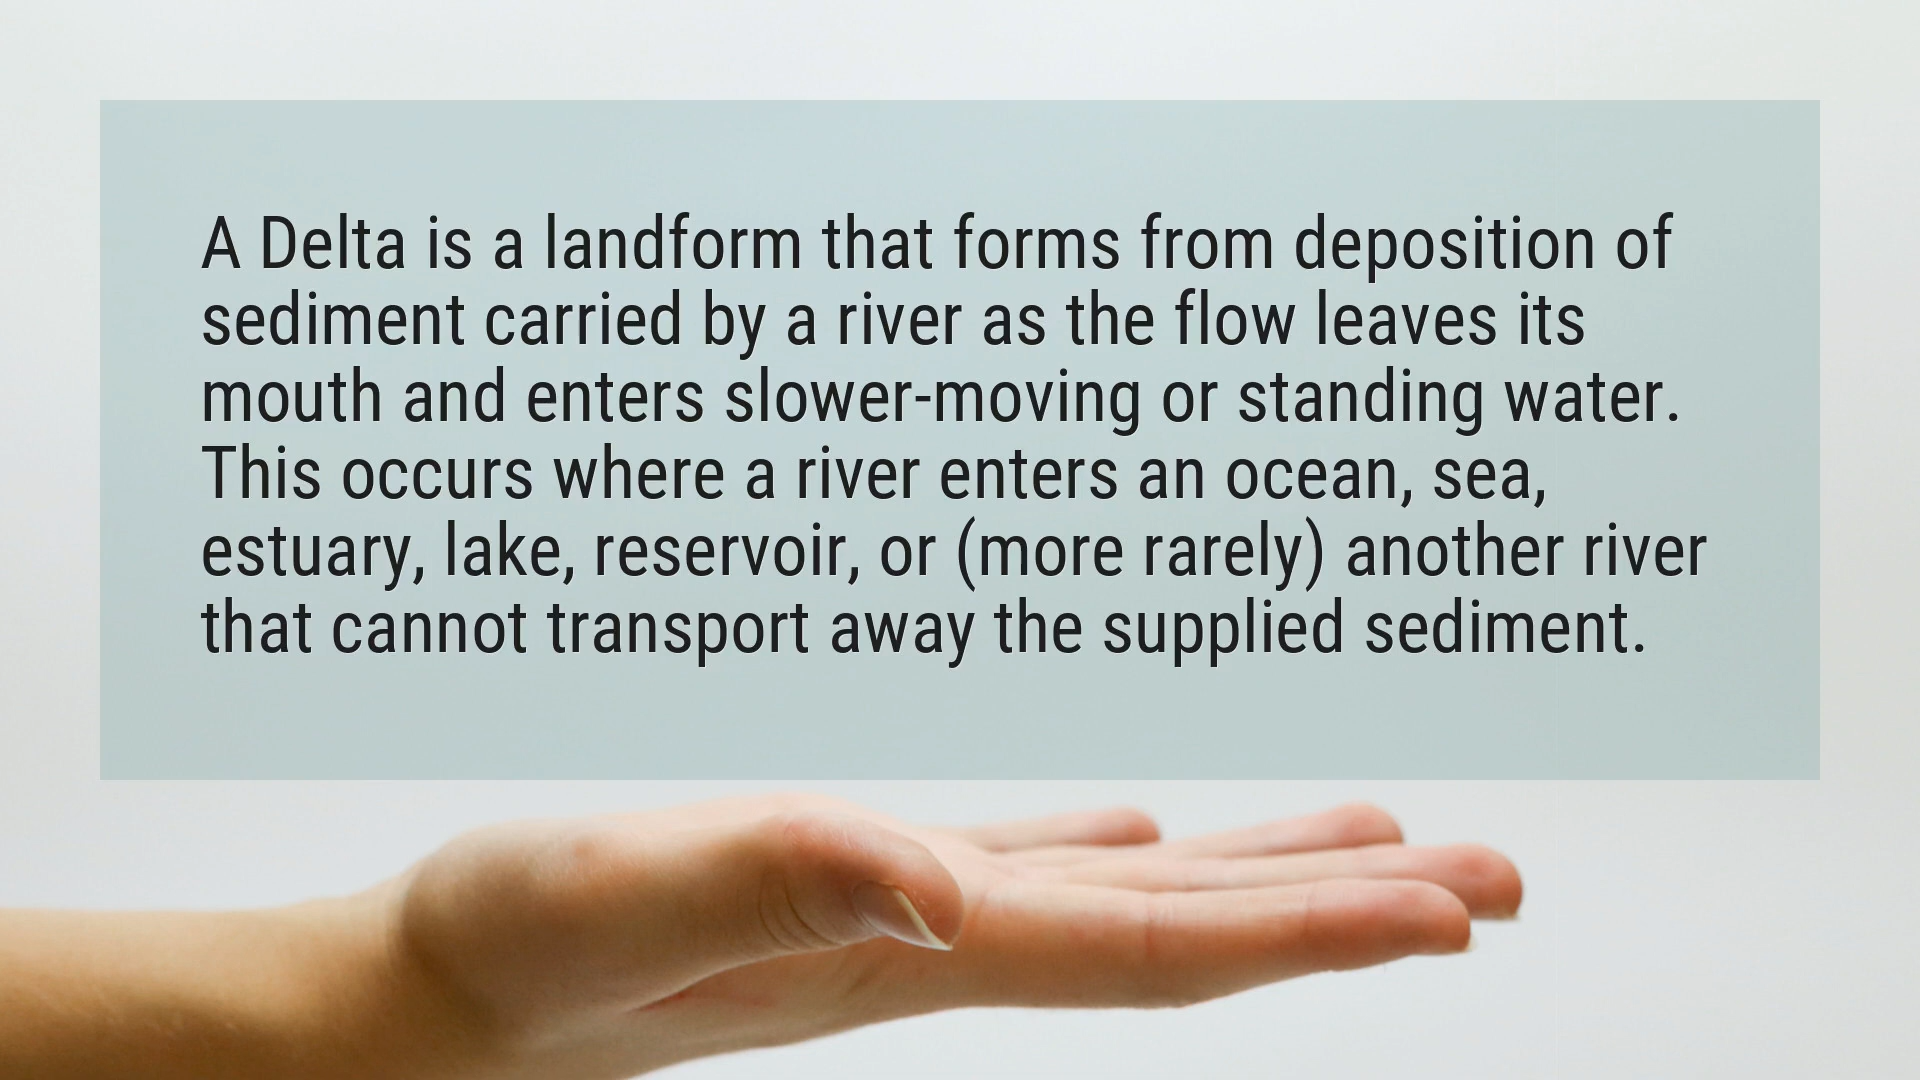 A Delta is a landform that forms from deposition of
sediment carried by a river as the flow leaves its
mouth and enters slower-moving or standing water.
This occurs where a river enters an ocean, sea,
estuary, lake, reservoir, or (more rarely) another river
that cannot transport away the supplied sediment.